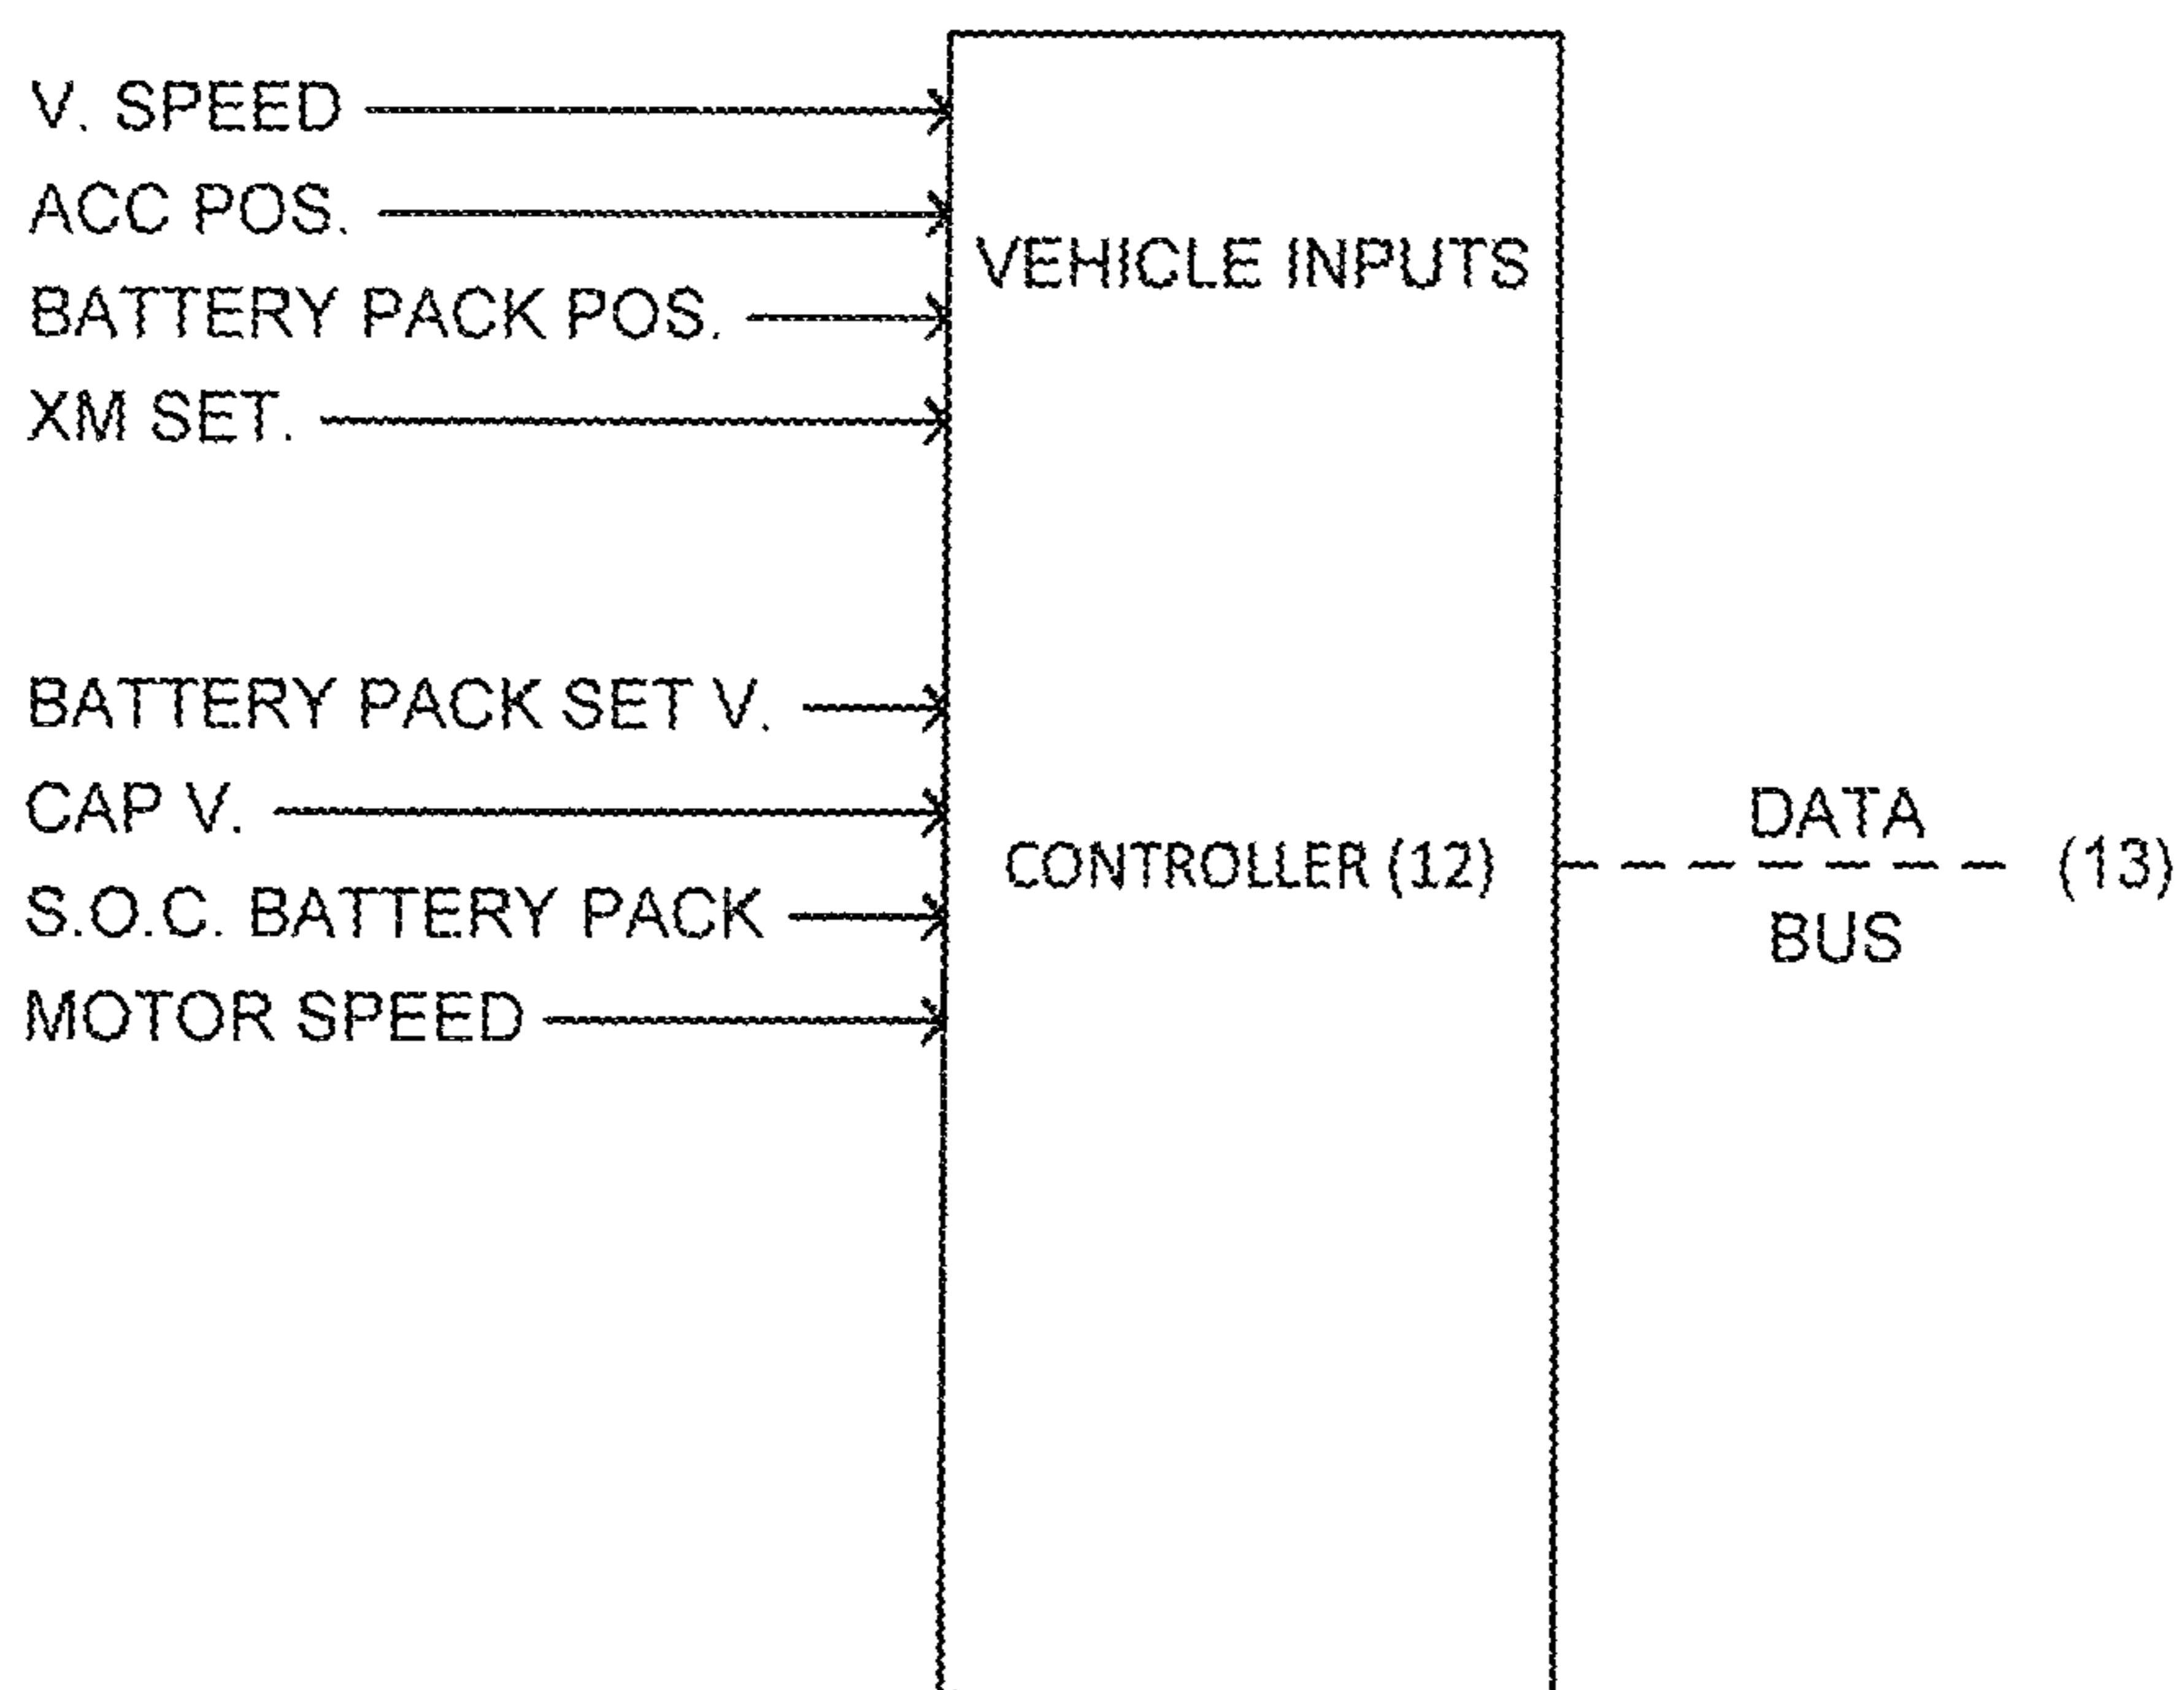 V. SPEED
ACC POS.
VEHICLE INPUTS
BATTERY PACK POS.
XM SET.
BATTERY PACK SET V.
CAP V.
S.O.C. BATTERY PACK
MOTOR SPEED
CONTROLLER (12)
DATA
BUS
(13)